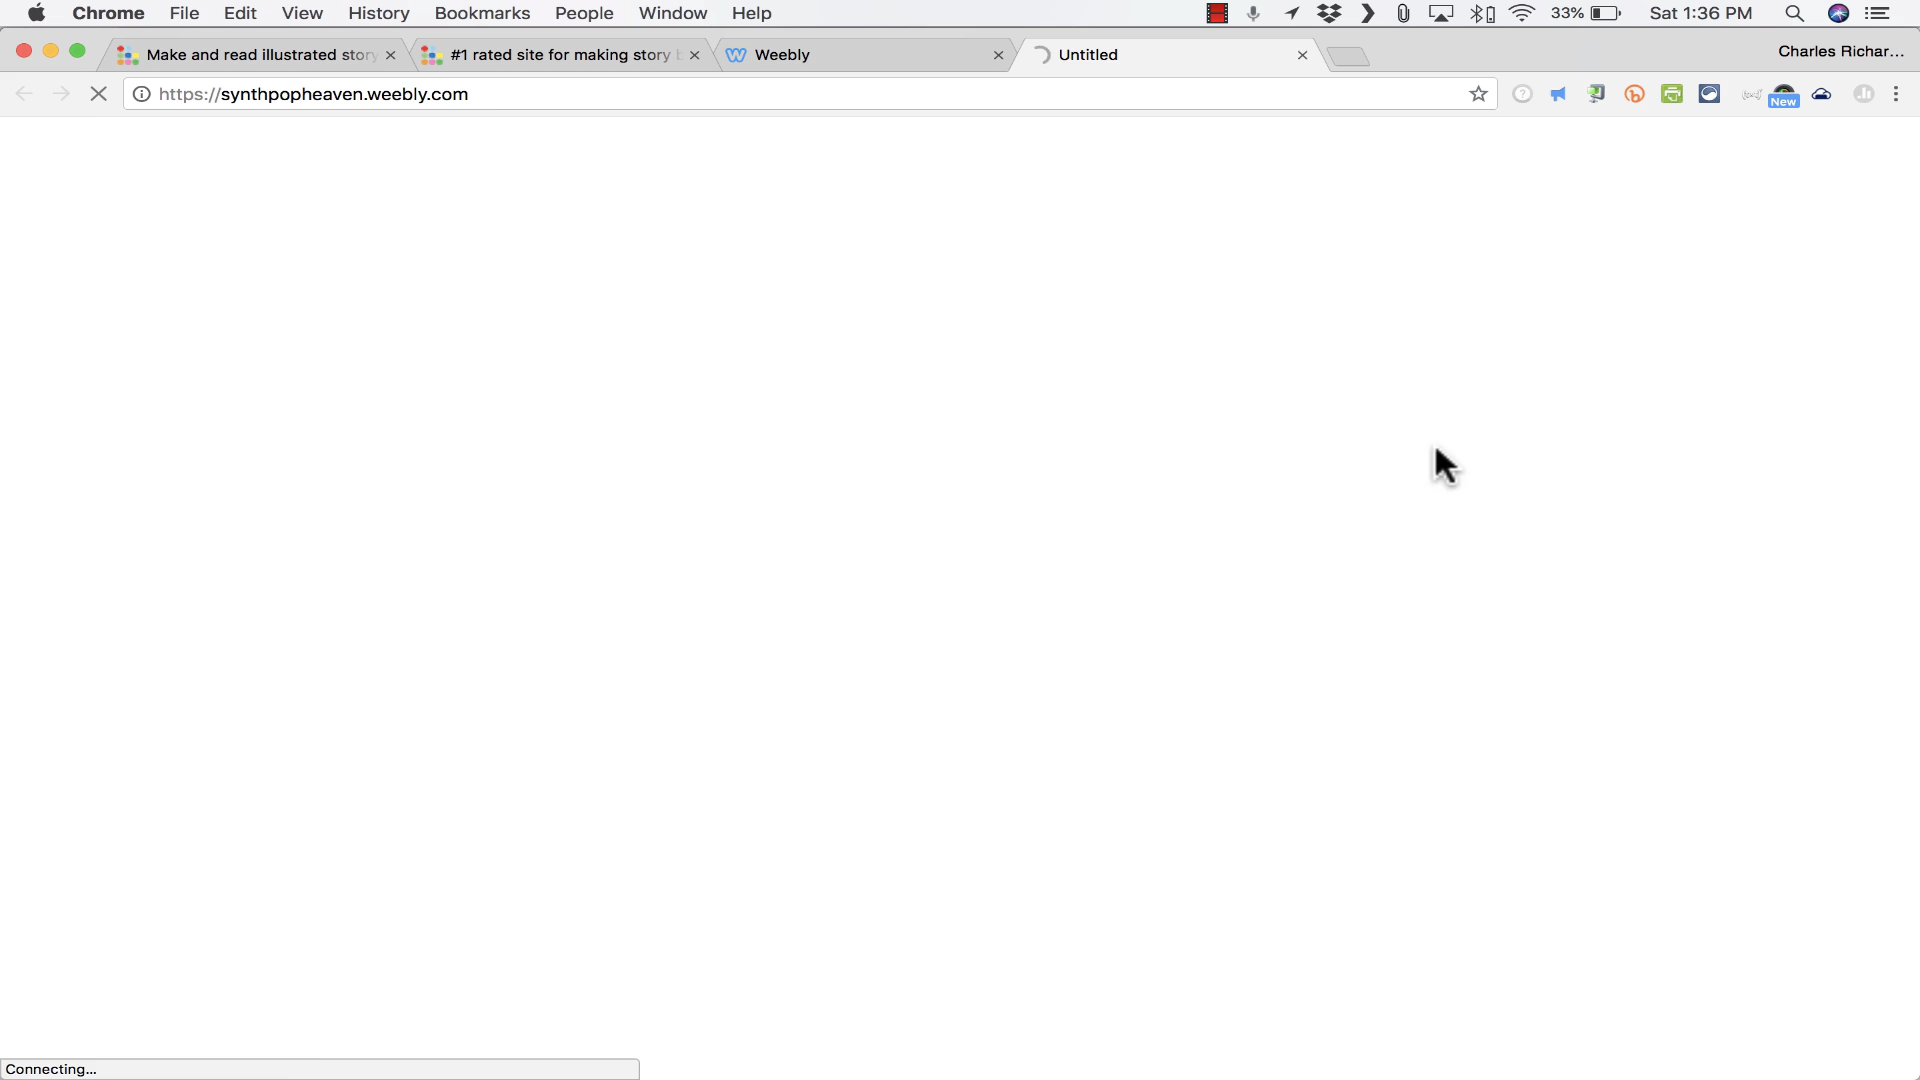 Chrome File Edit View History Bookmarks People Window Help 33% Sat 1:36 PM
Make and read illustrated story #1 rated site for making story b Weebly Untitled Charles Richar...
https://synthpopheaven.weebly.com New
Connecting...